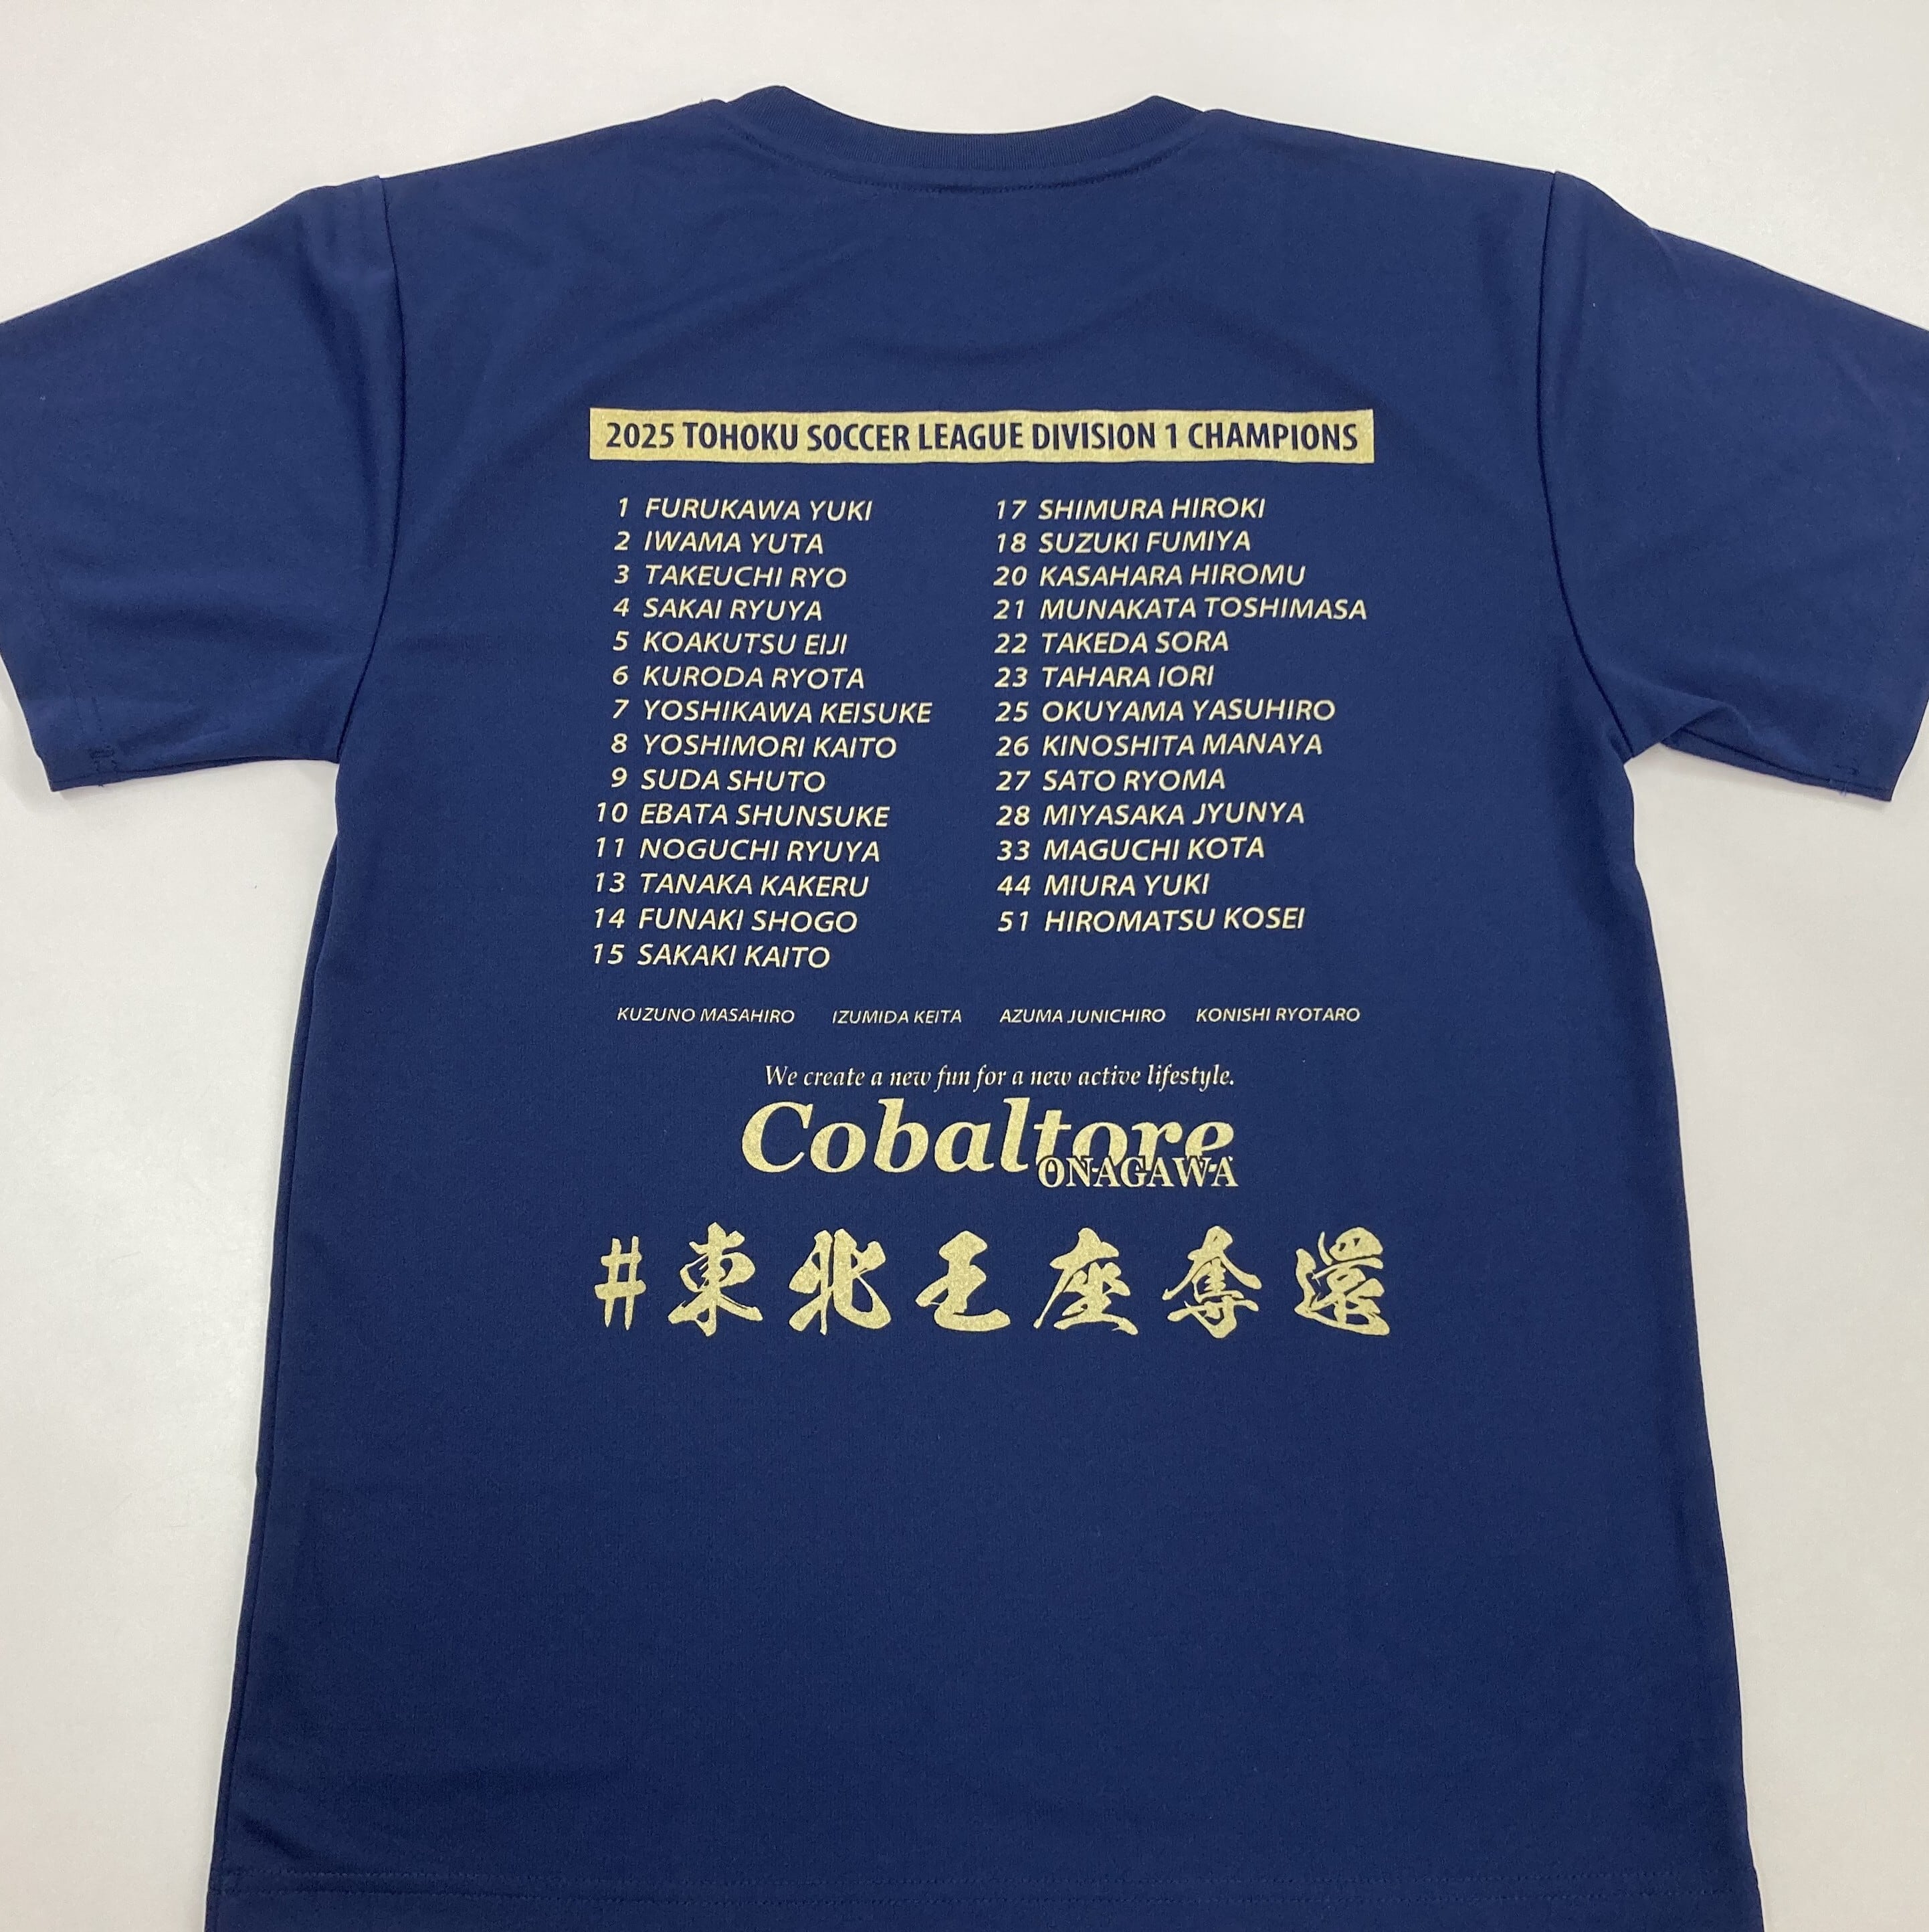 2025 TOHOKU SOCCER LEAGUE DIVISION 1 CHAMPIONS
1 FURUKAWA YUKI
2 IWAMA YUTA
3 TAKEUCHI RYO
4 SAKAI RYUYA
5 KOAKUTSU EIJI
6 KURODA RYOTA
7 YOSHIKAWA KEISUKE
8 YOSHIMORI KAITO
9 SUDA SHUTO
10 EBATA SHUNSUKE
11 NOGUCHI RYUYA
13 TANAKA KAKERU
14 FUNAKI SHOGO
15 SAKAKI KAITO
17 SHIMURA HIROKI
18 SUZUKI FUMIYA
20 KASAHARA HIROMU
21 MUNAKATA TOSHIMASA
22 TAKEDA SORA
23 TAHARA IORI
25 OKUYAMA YASUHIRO
26 KINOSHITA MANAYA
27 SATO RYOMA
28 MIYASAKA JYUNYA
33 MAGUCHI KOTA
44 MIURA YUKI
51 HIROMATSU KOSEI
KUZUNO MASAHIRO IZUMIDA KEITA AZUMA JUNICHIRO KONISHI RYOTARO
We create a new fun for a new active lifestyle.
Cobaltore
ONAGAWA
#東北王座奪還